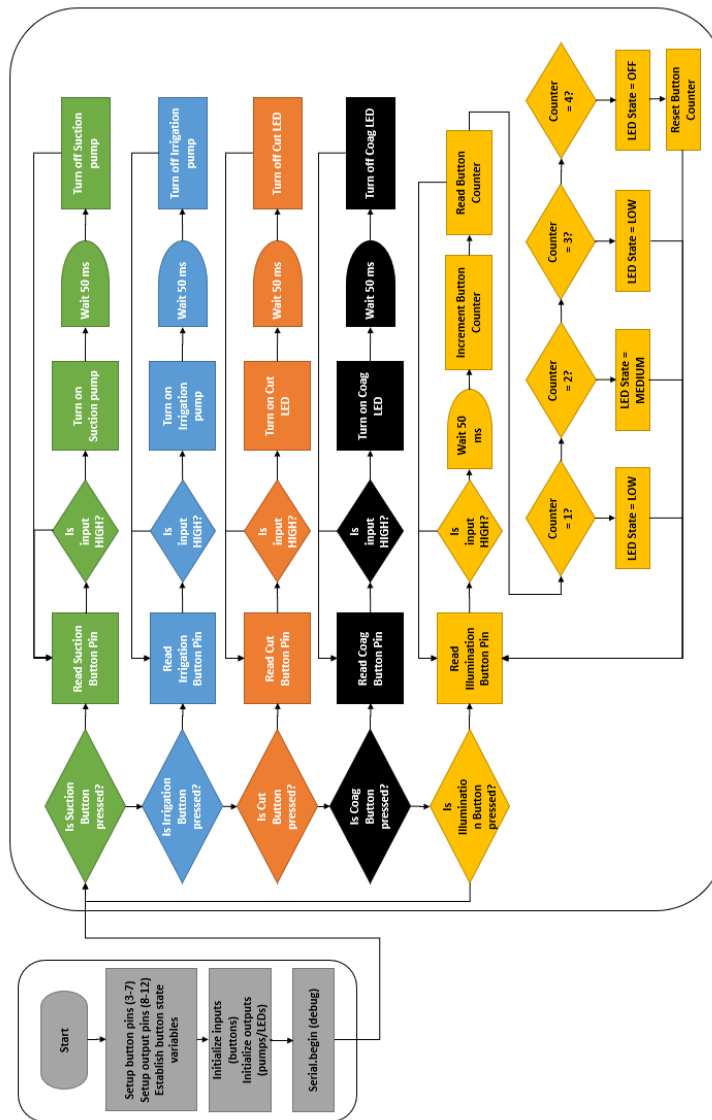 Start
Setup button pins (3-7)
Setup output pins (8-12)
Establish button state
variables
Initialize inputs
(buttons)
Initialize outputs
(pumps/LEDs)
Serial.begin (debug)
Is Suction
Button
pressed?
Read Suction
Button Pin
Is
input
HIGH?
Turn on
Suction pump
Wait 50 ms
Turn off Suction
pump
Is Irrigation
Button
pressed?
Read
Irrigation
Button Pin
Is
input
HIGH?
Turn on
Irrigation
pump
Wait 50 ms
Turn off Irrigation
pump
Is Cut
Button
pressed?
Read Cut
Button Pin
Is
input
HIGH?
Turn on Cut
LED
Wait 50 ms
Turn off Cut LED
Is Coag
Button
pressed?
Read Coag
Button Pin
Is
input
HIGH?
Turn on Coag
LED
Wait 50 ms
Turn off Coag LED
Is
Illuminatio
n Button
pressed?
Read
Illumination
Button Pin
Is
input
HIGH?
Wait 50
ms
Increment Button
Counter
Read Button
Counter
Counter
= 1?
Counter
= 2?
Counter
= 3?
Counter
= 4?
LED State = LOW
LED State =
MEDIUM
LED State = LOW
LED State = OFF
Reset Button
Counter